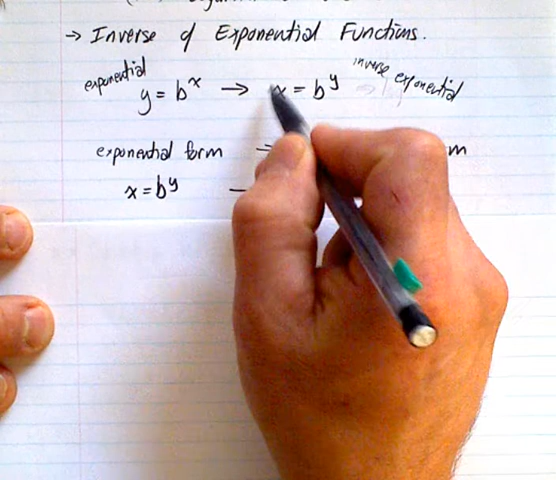 → Inverse of Exponential Functions.
exponential y = b^x → x = b^y inverse exponential
exponential form →
x = b^y —